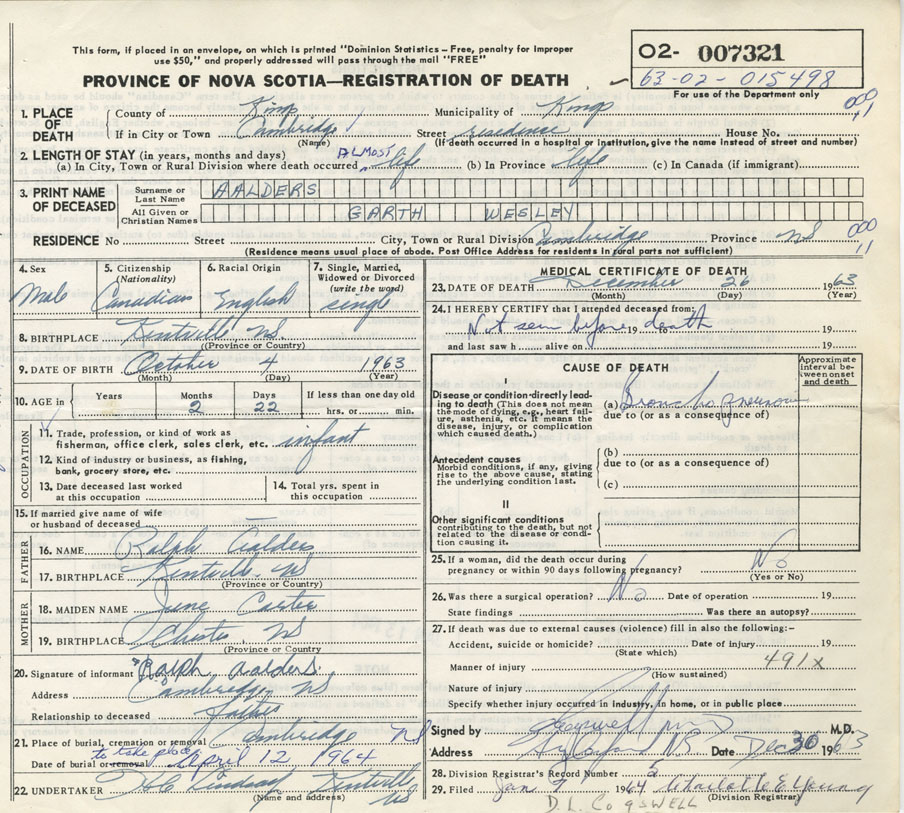 This form, if placed in an envelope, on which is printed "Dominion Statistics – Free, penalty for improper
use $50," and properly addressed will pass through the mail "FREE"
PROVINCE OF NOVA SCOTIA—REGISTRATION OF DEATH
O2- 007321
63-02-015498
For use of the Department only
1. PLACE OF DEATH
County of Kings Municipality of Kings
000 11
If in City or Town Cambridge Street residence House No.
(Name) (If death occurred in a hospital or institution, give the name instead of street and number)
2. LENGTH OF STAY (in years, months and days) ALMOST
(a) In City, Town or Rural Division where death occurred life (b) In Province life (c) In Canada (if immigrant)
3. PRINT NAME OF DECEASED
Surname or Last Name AALDERS
All Given or Christian Names GARTH WESLEY
000 11
RESIDENCE No Street City, Town or Rural Division Cambridge Province NS
(Residence means usual place of abode. Post Office Address for residents in rural parts not sufficient)
4. Sex Male
5. Citizenship (Nationality) Canadian
6. Racial Origin English
7. Single, Married, Widowed or Divorced (write the word) single
8. BIRTHPLACE Kentville NS
(Province or Country)
9. DATE OF BIRTH October 4 1963
(Month) (Day) (Year)
10. AGE in Years Months 2 Days 22 If less than one day old hrs. or min.
OCCUPATION
11. Trade, profession, or kind of work as
fisherman, office clerk, sales clerk, etc. infant
12. Kind of industry or business, as fishing,
bank, grocery store, etc.
13. Date deceased last worked at this occupation
14. Total yrs. spent in this occupation
15. If married give name of wife
or husband of deceased —
FATHER
16. NAME Ralph Aalders
17. BIRTHPLACE Kentville NS
(Province or Country)
MOTHER
18. MAIDEN NAME June Carter
19. BIRTHPLACE Chester NS
(Province or Country)
20. Signature of informant "Ralph Aalders"
Address Cambridge NS
Relationship to deceased father
21. Place of burial, cremation or removal Cambridge NS
to take place
Date of burial or removal April 12 1964
22. UNDERTAKER Kentville NS
(Name and address)
MEDICAL CERTIFICATE OF DEATH
23. DATE OF DEATH December 26 1963
(Month) (Day) (Year)
24. I HEREBY CERTIFY that I attended deceased from:
Not seen before death 19
19
and last saw h alive on 19
CAUSE OF DEATH
Approximate interval between onset and death
I
Disease or condition directly leading to death (This does not mean the mode of dying, e.g., heart failure, asthenia, etc. It means the disease, injury, or complication which caused death.)
(a) Bronchopneumonia
due to (or as a consequence of)
Antecedent causes
Morbid conditions, if any, giving rise to the above cause, stating the underlying condition last.
(b)
due to (or as a consequence of)
(c)
II
Other significant conditions
contributing to the death, but not related to the disease or condition causing it.
25. If a woman, did the death occur during
pregnancy or within 90 days following pregnancy? No
(Yes or No)
26. Was there a surgical operation? No Date of operation 19
State findings Was there an autopsy?
27. If death was due to external causes (violence) fill in also the following:–
Accident, suicide or homicide? Date of injury 19
(State which)
Manner of injury 491x
(How sustained)
Nature of injury
Specify whether injury occurred in industry, in home, or in public place
Signed by M.D.
Address Date Dec 30 1963
28. Division Registrar's Record Number 5
29. Filed Jan 7 1964 Charlotte E Young
(Division Registrar)
D. L. COGSWELL